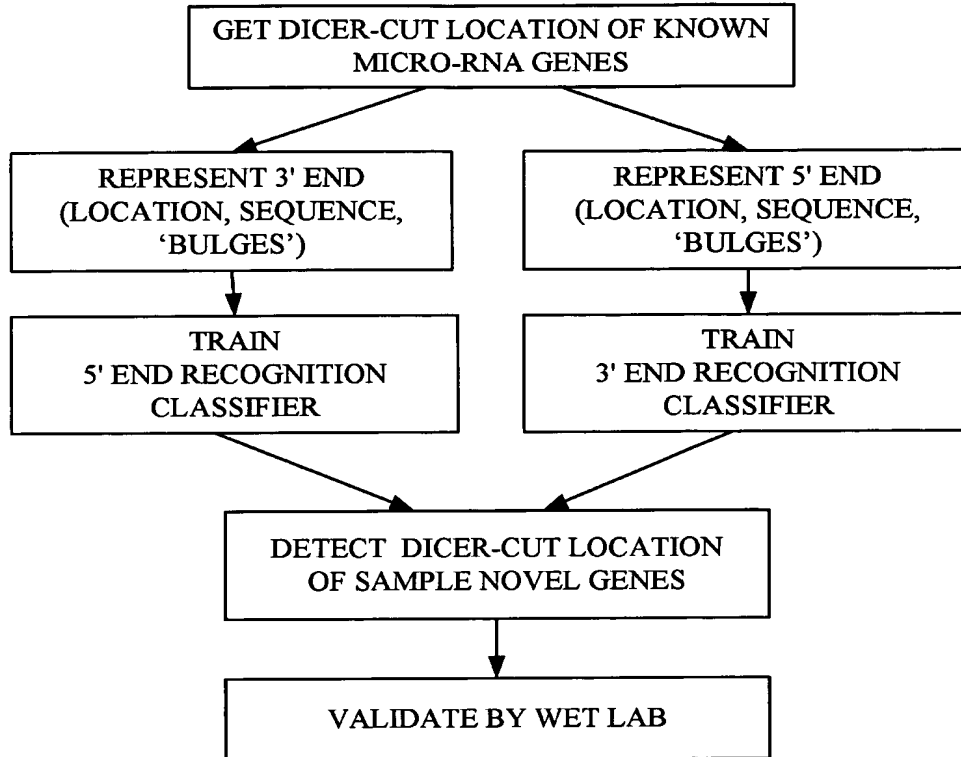 GET DICER-CUT LOCATION OF KNOWN
MICRO-RNA GENES
REPRESENT 3' END
(LOCATION, SEQUENCE,
‘BULGES’)
REPRESENT 5' END
(LOCATION, SEQUENCE,
‘BULGES’)
TRAIN
5' END RECOGNITION
CLASSIFIER
TRAIN
3' END RECOGNITION
CLASSIFIER
DETECT DICER-CUT LOCATION
OF SAMPLE NOVEL GENES
VALIDATE BY WET LAB